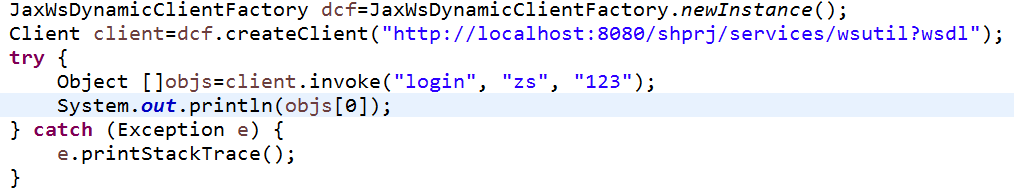 JaxWsDynamicClientFactory dcf=JaxWsDynamicClientFactory.newInstance();
Client client=dcf.createClient("http://localhost:8080/shprj/services/wsutil?wsdl");
try {
    Object []objs=client.invoke("login", "zs", "123");
    System.out.println(objs[0]);
} catch (Exception e) {
    e.printStackTrace();
}